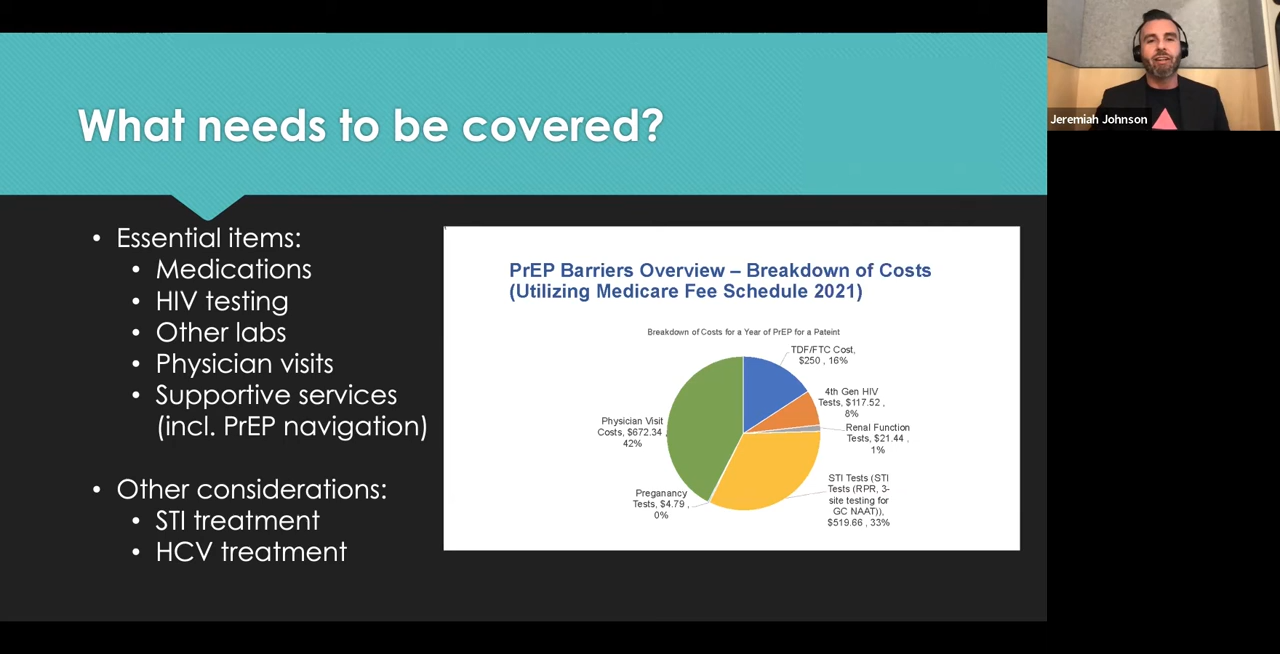 What needs to be covered?
Jeremiah Johnson
• Essential items:
• Medications
• HIV testing
• Other labs
• Physician visits
• Supportive services
(incl. PrEP navigation)
• Other considerations:
• STI treatment
• HCV treatment
PrEP Barriers Overview – Breakdown of Costs
(Utilizing Medicare Fee Schedule 2021)
Breakdown of Costs for a Year of PrEP for a Pateint
TDF/FTC Cost,
$250 , 16%
4th Gen HIV
Tests, $117.52 ,
8%
Renal Function
Tests, $21.44 ,
1%
STI Tests (STI
Tests (RPR, 3-
site testing for
GC NAAT)),
$519.66 , 33%
Preganancy
Tests, $4.79 ,
0%
Physician Visit
Costs, $672.34 ,
42%